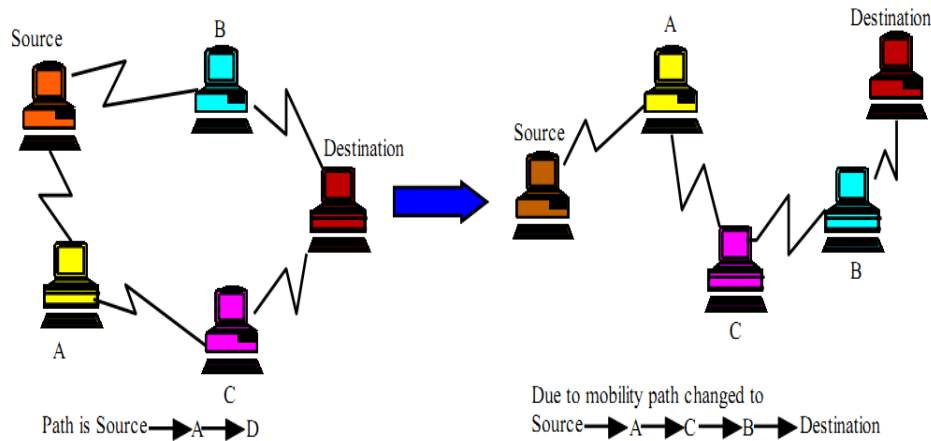 Source
B
Destination
A
C
Path is Source A D
A
Destination
Source
B
C
Due to mobility path changed to
Source A C B Destination